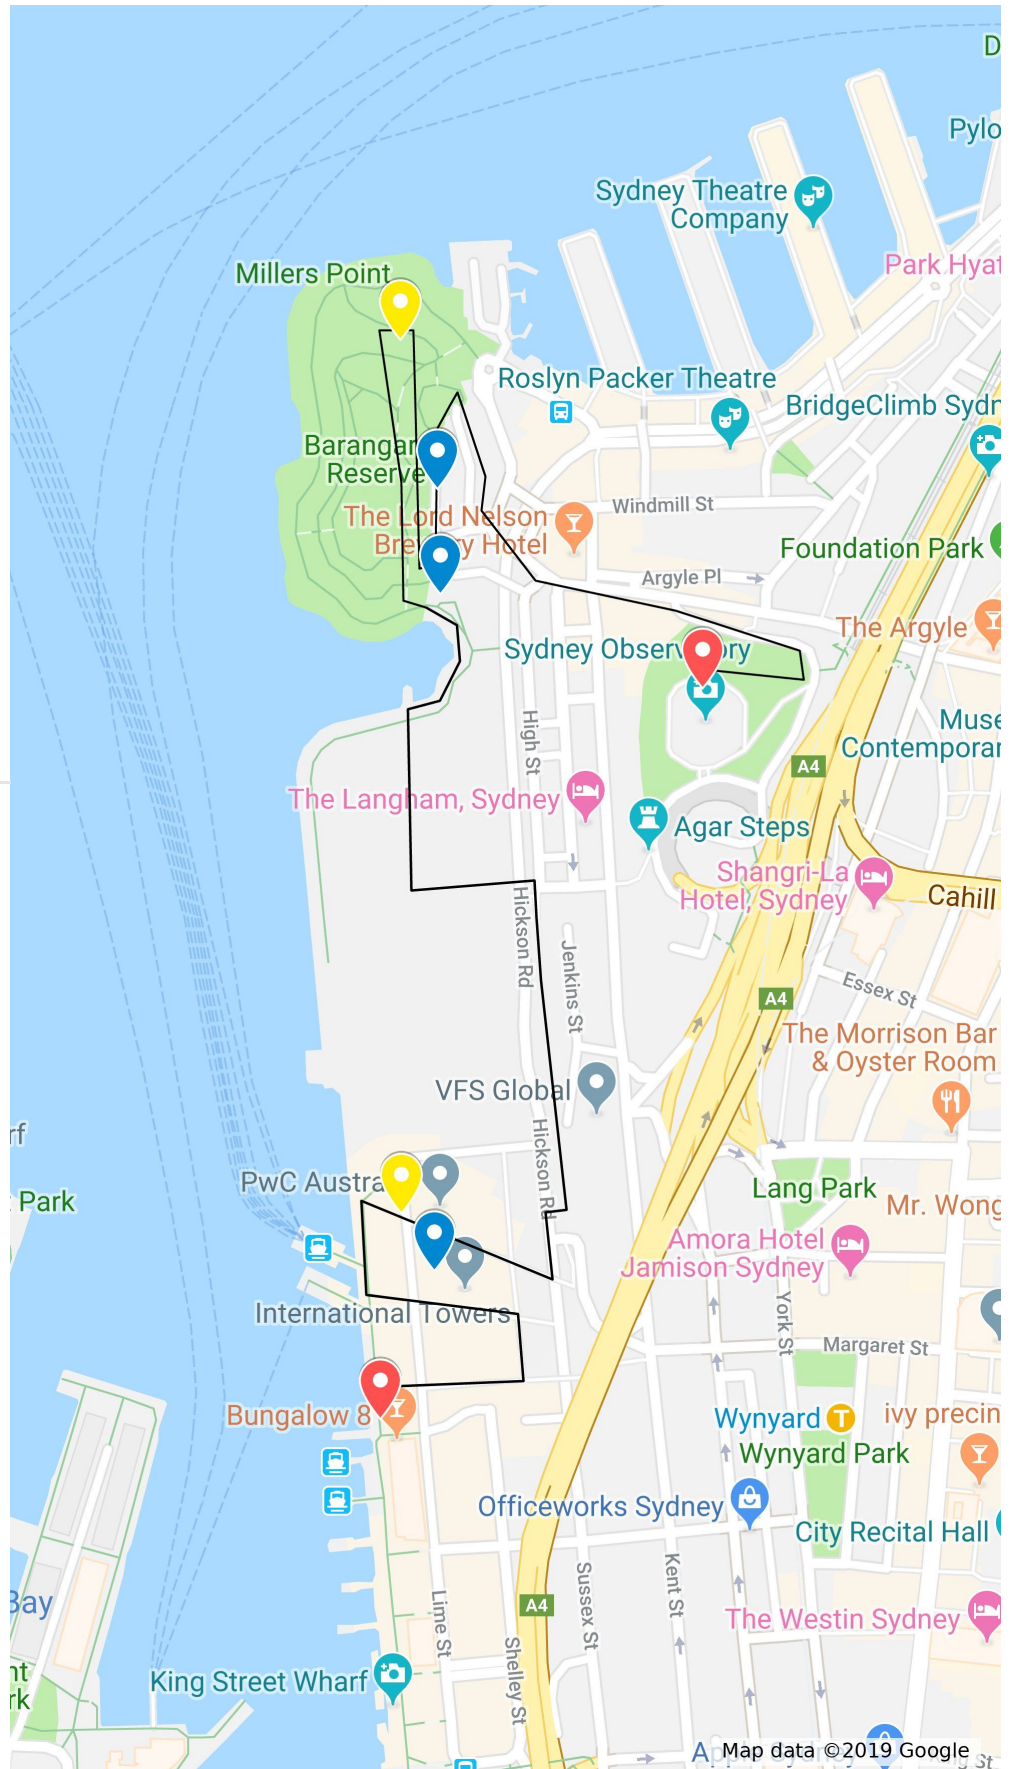 D
Pylo
Sydney Theatre
Company
Park Hyat
Millers Point
Roslyn Packer Theatre
BridgeClimb Sydn
Barangar
Reserve
Windmill St
The Lord Nelson
Brewery Hotel
Foundation Park
Argyle Pl
The Argyle
Sydney Observatory
High St
Muse
Contemporar
A4
The Langham, Sydney
Agar Steps
Shangri-La
Hotel, Sydney
Cahill
Hickson Rd
Jenkins St
Essex St
A4
The Morrison Bar
& Oyster Room
VFS Global
rf
Hickson Rd
PwC Austra
Park
Lang Park
Mr. Wong
Amora Hotel
Jamison Sydney
International Towers
York St
Margaret St
Bungalow 8
Wynyard
T
ivy precin
Wynyard Park
Officeworks Sydney
City Recital Hall
Kent St
Sussex St
Lime St
Bay
A4
The Westin Sydney
Shelley St
nt
rk
King Street Wharf
Map data ©2019 Google
St